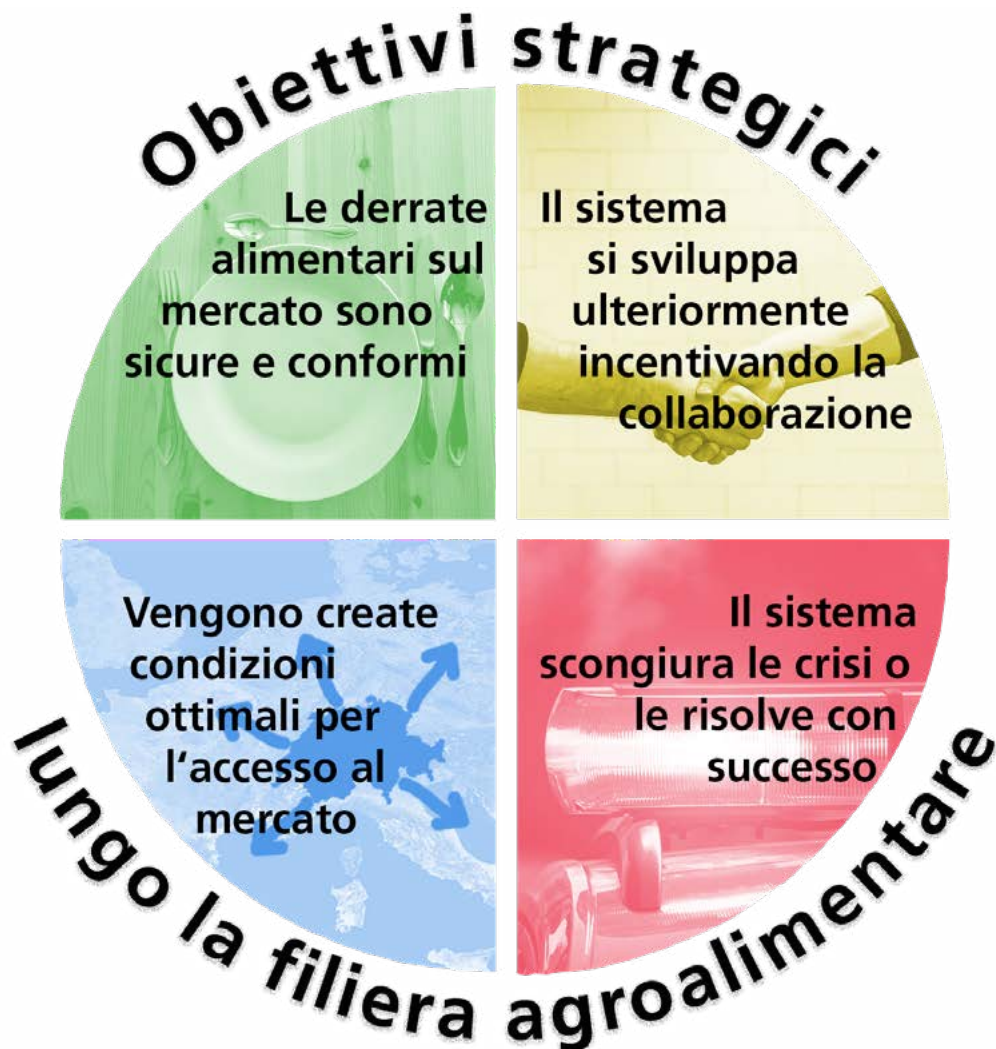 Obiettivi strategici
Le derrate
alimentari sul
mercato sono
sicure e conformi
Il sistema
si sviluppa
ulteriormente
incentivando la
collaborazione
Vengono create
condizioni
ottimali per
l‘accesso al
mercato
Il sistema
scongiura le crisi o
le risolve con
successo
lungo la filiera agroalimentare